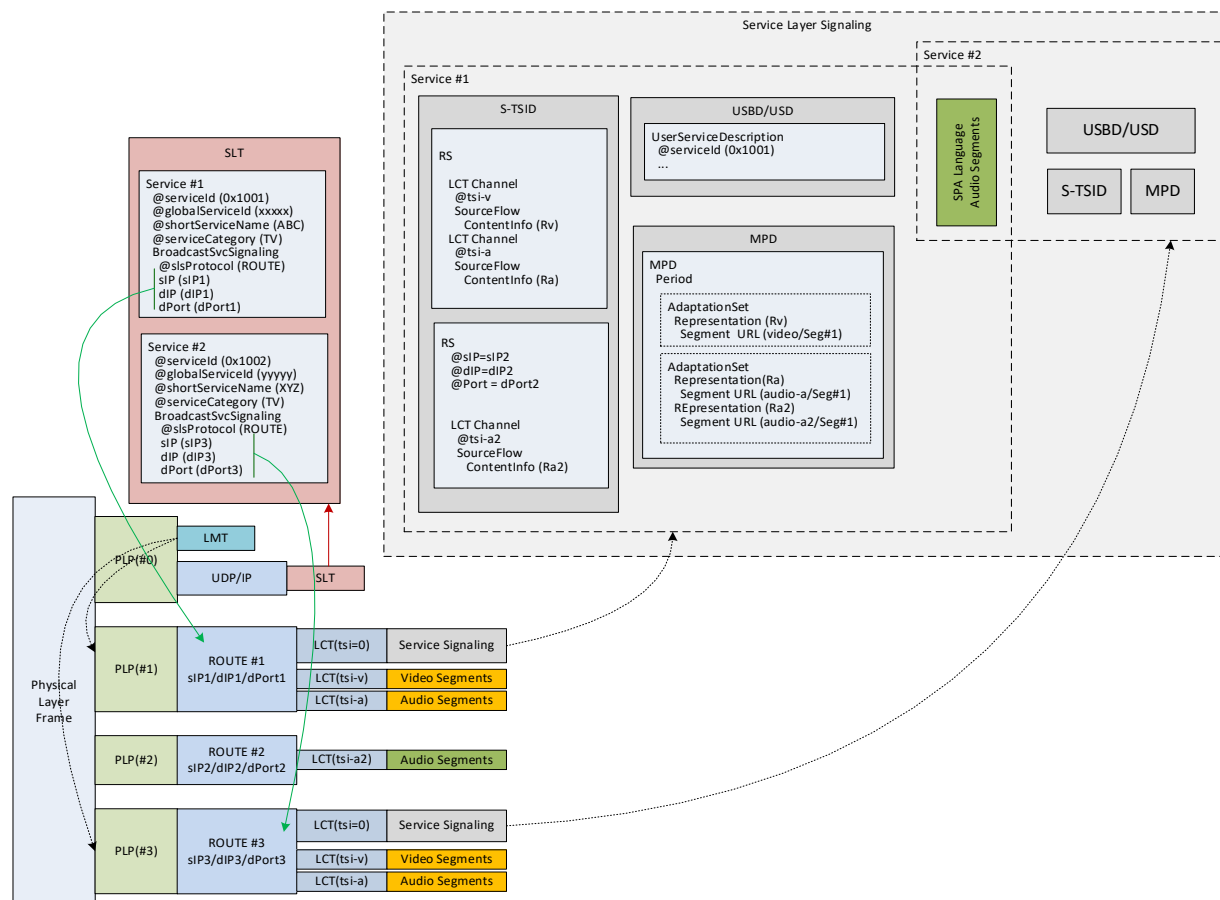 Service Layer Signaling
Service #1
Service #2
S-TSID
RS
LCT Channel
@tsi-v
SourceFlow
ContentInfo (Rv)
LCT Channel
@tsi-a
SourceFlow
ContentInfo (Ra)
RS
@sIP=sIP2
@dIP=dIP2
@Port = dPort2
LCT Channel
@tsi-a2
SourceFlow
ContentInfo (Ra2)
USBD/USD
UserServiceDescription
@serviceId (0x1001)
...
MPD
MPD
Period
AdaptationSet
Representation (Rv)
Segment URL (video/Seg#1)
AdaptationSet
Representation(Ra)
Segment URL (audio-a/Seg#1)
REpresentation (Ra2)
Segment URL (audio-a2/Seg#1)
SPA Language
Audio Segments
USBD/USD
S-TSID
MPD
SLT
Service #1
@serviceId (0x1001)
@globalServiceId (xxxxx)
@shortServiceName (ABC)
@serviceCategory (TV)
BroadcastSvcSignaling
@slsProtocol (ROUTE)
sIP (sIP1)
dIP (dIP1)
dPort (dPort1)
Service #2
@serviceId (0x1002)
@globalServiceId (yyyyy)
@shortServiceName (XYZ)
@serviceCategory (TV)
BroadcastSvcSignaling
@slsProtocol (ROUTE)
sIP (sIP3)
dIP (dIP3)
dPort (dPort3)
Physical
Layer
Frame
PLP(#0)
LMT
UDP/IP
SLT
PLP(#1)
ROUTE #1
sIP1/dIP1/dPort1
LCT(tsi=0)
Service Signaling
LCT(tsi-v)
Video Segments
LCT(tsi-a)
Audio Segments
PLP(#2)
ROUTE #2
sIP2/dIP2/dPort2
LCT(tsi-a2)
Audio Segments
PLP(#3)
ROUTE #3
sIP3/dIP3/dPort3
LCT(tsi=0)
Service Signaling
LCT(tsi-v)
Video Segments
LCT(tsi-a)
Audio Segments